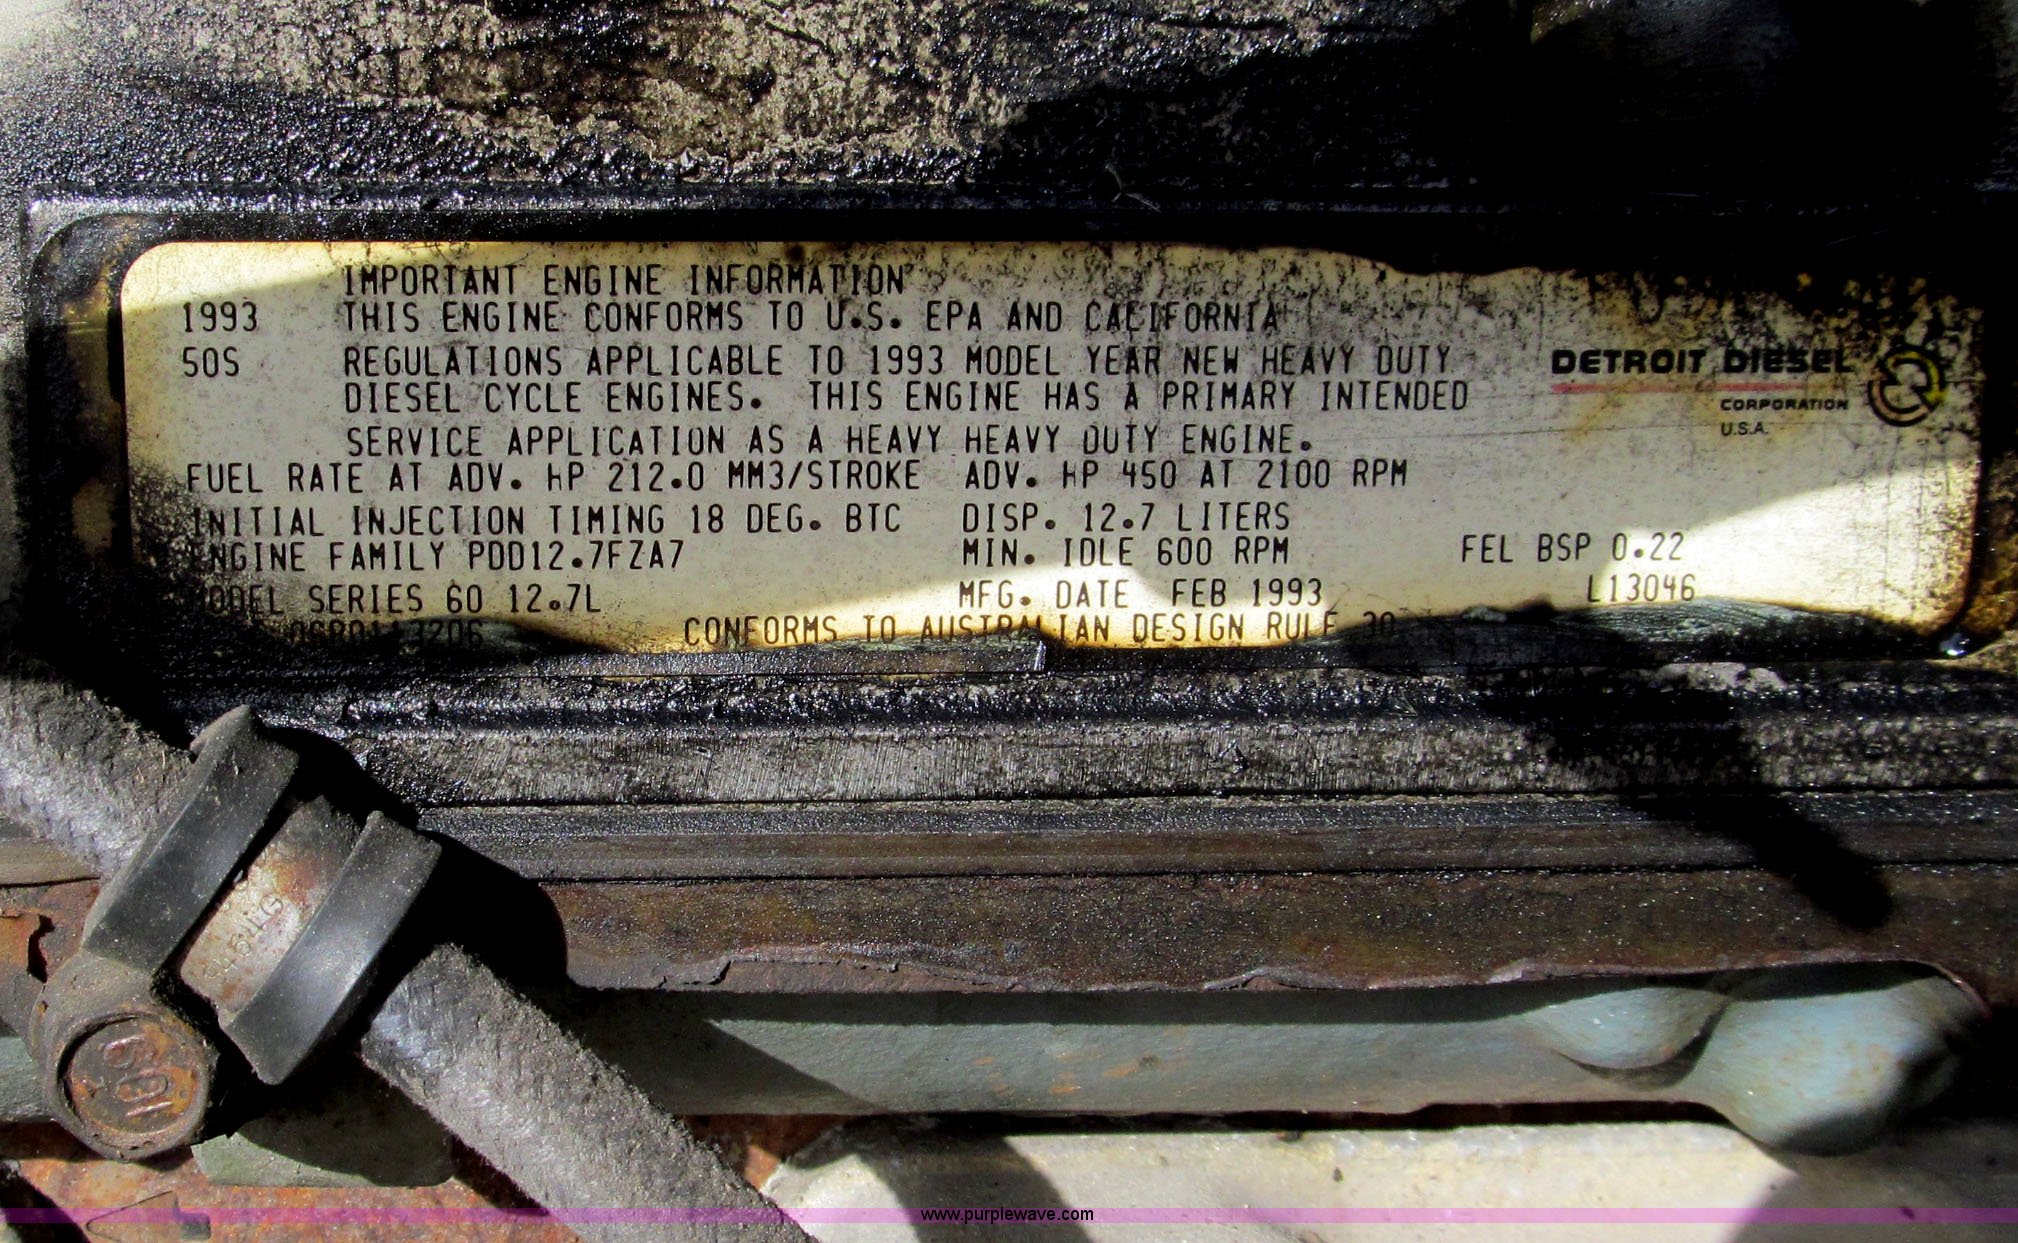 IMPORTANT ENGINE INFORMATION
1993 THIS ENGINE CONFORMS TO U.S. EPA AND CALIFORNIA
50S REGULATIONS APPLICABLE TO 1993 MODEL YEAR NEW HEAVY DUTY
DIESEL CYCLE ENGINES. THIS ENGINE HAS A PRIMARY INTENDED
SERVICE APPLICATION AS A HEAVY HEAVY DUTY ENGINE.
DETROIT DIESEL
CORPORATION
U.S.A.
FUEL RATE AT ADV. HP 212.0 MM3/STROKE ADV. HP 450 AT 2100 RPM
INITIAL INJECTION TIMING 18 DEG. BTC DISP. 12.7 LITERS
ENGINE FAMILY PDD12.7FZA7 MIN. IDLE 600 RPM FEL BSP 0.22
MODEL SERIES 60 12.7L MFG. DATE FEB 1993 L13046
CONFORMS TO AUSTRALIAN DESIGN RULE 30
www.purplewave.com